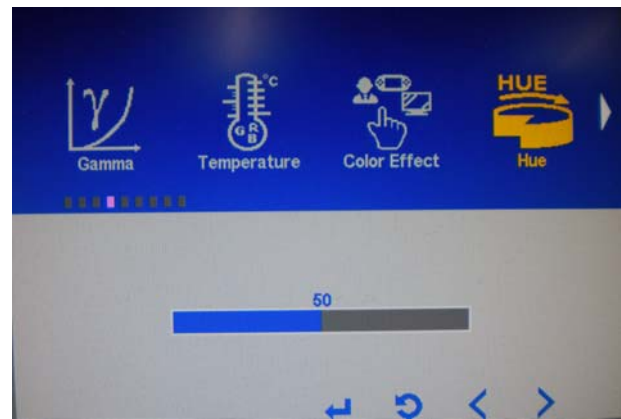 HUE
γ
°C
G R
B
Gamma
Temperature
Color Effect
Hue
50